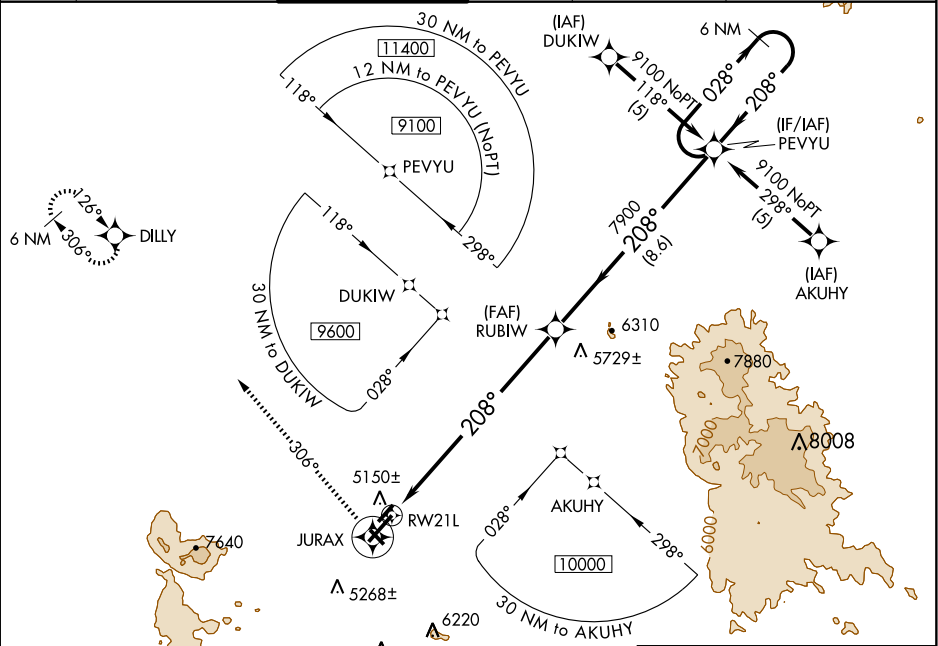 30 NM to PEVYU
11400
12 NM to PEVYU (NoPT)
9100
118°
PEVYU
298°
(IAF)
DUKIW
9100 NoPT
118°
(5)
6 NM
028°
208°
(IF/IAF)
PEVYU
9100 NoPT
298°
(5)
(IAF)
AKUHY
7900
208°
(8.6)
126°
6 NM
306°
DILLY
118°
DUKIW
9600
028°
30 NM to DUKIW
(FAF)
RUBIW
6310
5729±
7880
8008
7000
6000
208°
306°
5150±
RW21L
JURAX
7640
5268±
6220
028°
AKUHY
298°
10000
30 NM to AKUHY